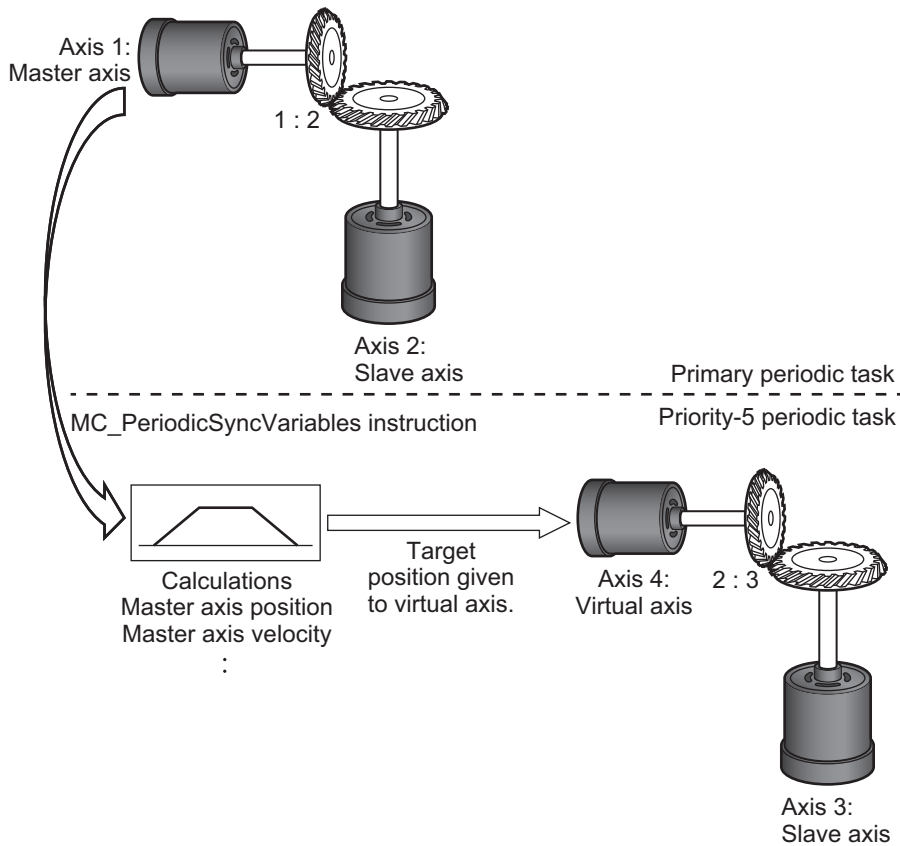 Axis 1:
Master axis
1 : 2
Axis 2:
Slave axis
Primary periodic task
MC_PeriodicSyncVariables instruction
Priority-5 periodic task
Calculations
Master axis position
Master axis velocity
:
Target
position given
to virtual axis.
Axis 4:
Virtual axis
2 : 3
Axis 3:
Slave axis